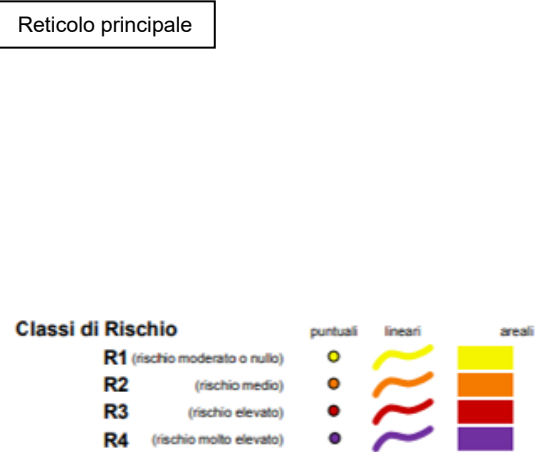 Reticolo principale
Classi di Rischio puntuali lineari areali
R1 (rischio moderato o nullo)
R2 (rischio medio)
R3 (rischio elevato)
R4 (rischio molto elevato)